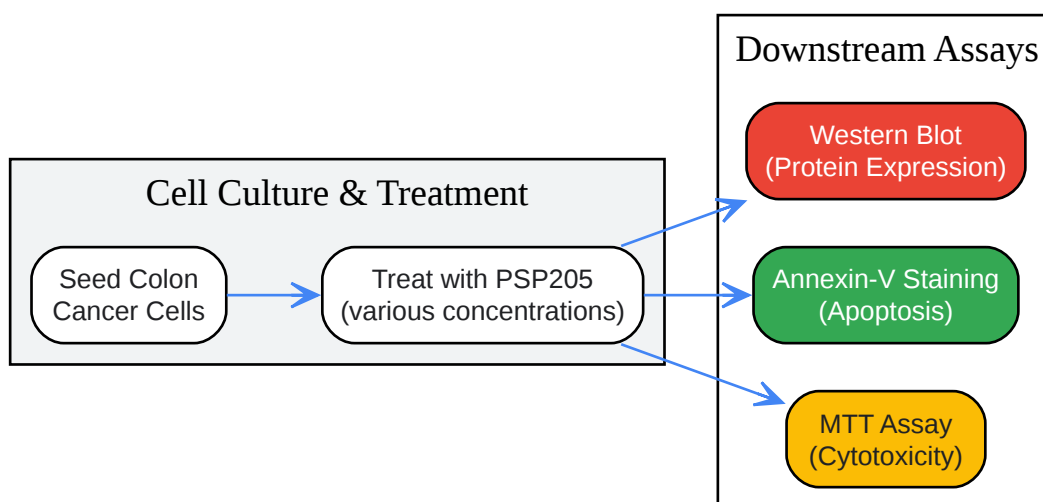 Cell Culture & Treatment
Seed Colon
Cancer Cells
Treat with PSP205
(various concentrations)
Downstream Assays
Western Blot
(Protein Expression)
Annexin-V Staining
(Apoptosis)
MTT Assay
(Cytotoxicity)